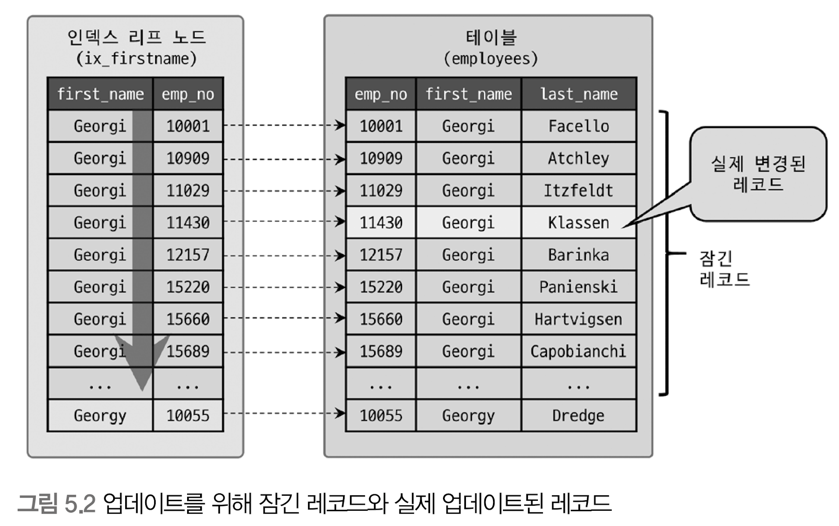 인덱스 리프 노드
(ix_firstname)
first_name emp_no
Georgi 10001
Georgi 10909
Georgi 11029
Georgi 11430
Georgi 12157
Georgi 15220
Georgi 15660
Georgi 15689
... ...
Georgy 10055
테이블
(employees)
emp_no first_name last_name
10001 Georgi Facello
10909 Georgi Atchley
11029 Georgi Itzfeldt
11430 Georgi Klassen
12157 Georgi Barinka
15220 Georgi Panienski
15660 Georgi Hartvigsen
15689 Georgi Capobianchi
... ... ...
10055 Georgy Dredge
실제 변경된
레코드
잠긴
레코드
그림 5.2 업데이트를 위해 잠긴 레코드와 실제 업데이트된 레코드